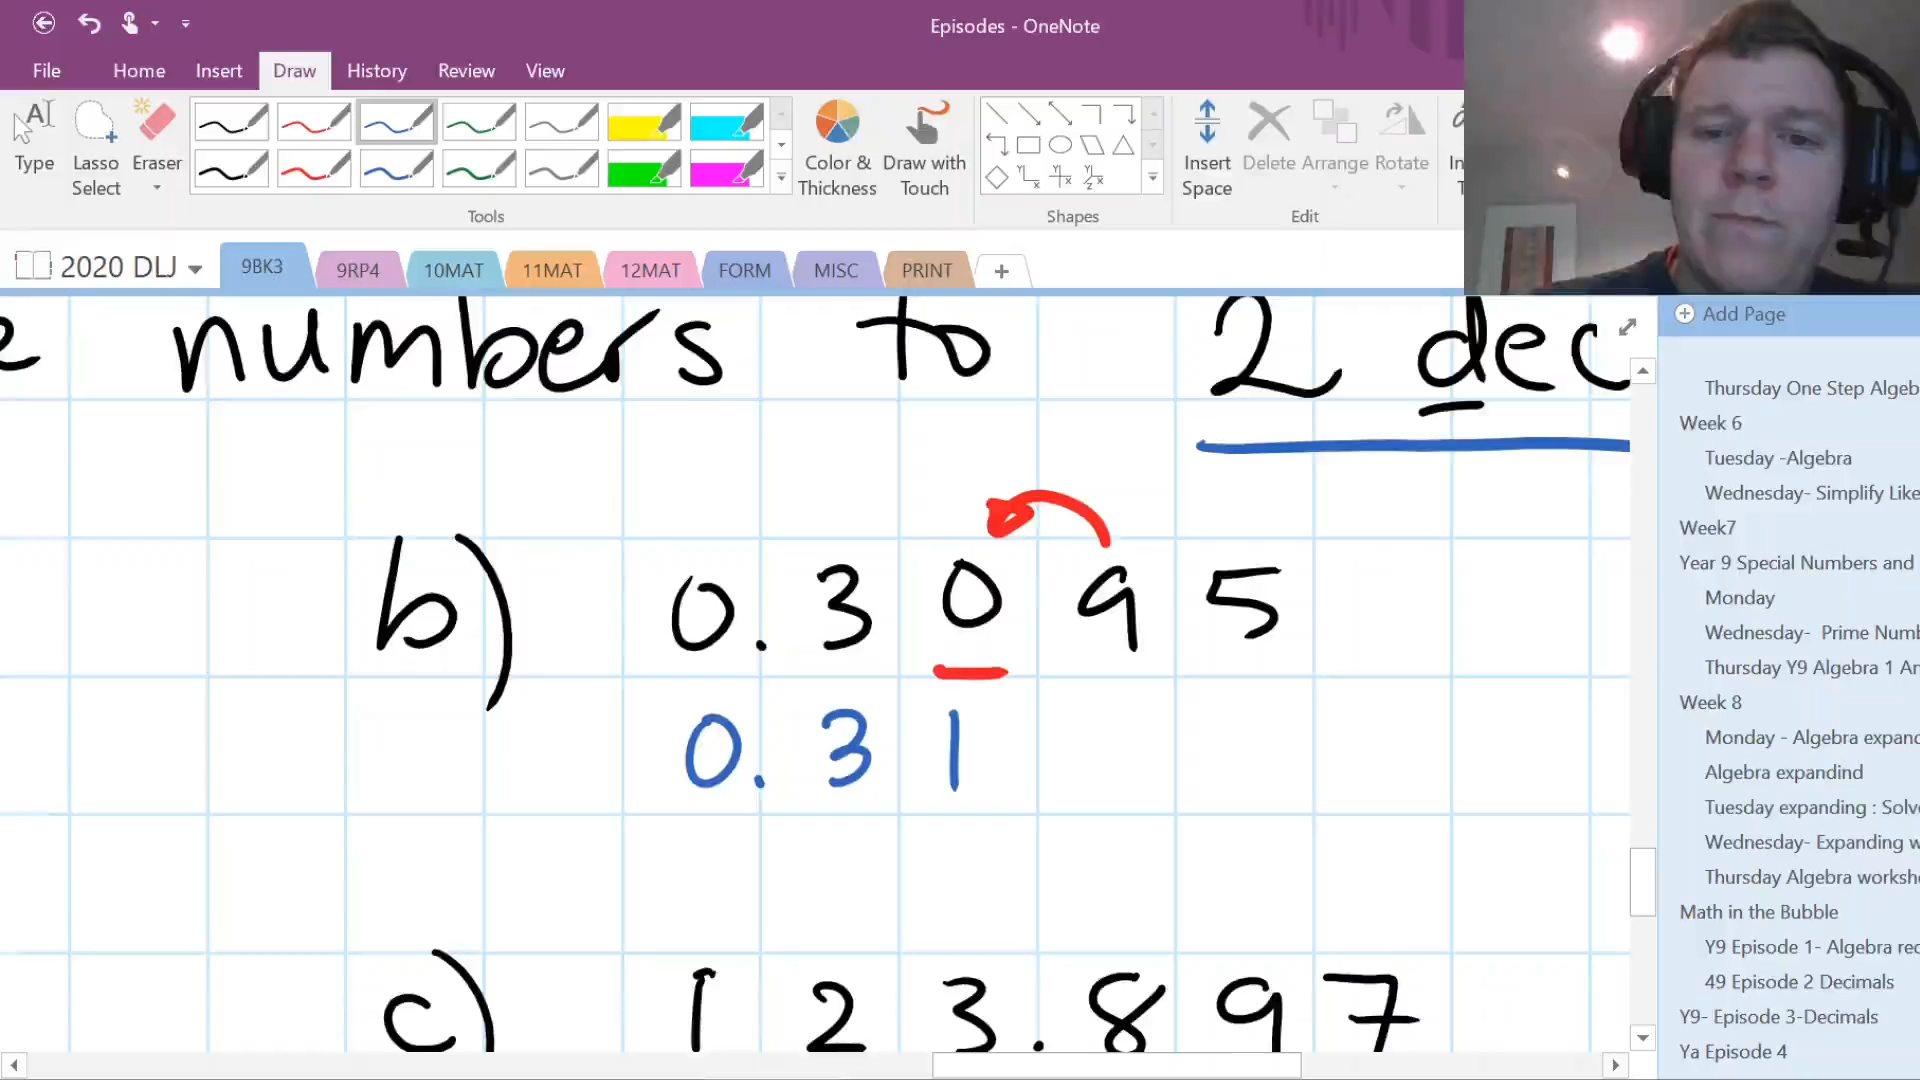 Episodes - OneNote
File Home Insert Draw History Review View
Type
Lasso Select
Eraser
Color & Thickness
Draw with Touch
Insert Space
Delete
Arrange
Rotate
Tools
Shapes
Edit
2020 DLJ 9BK3 9RP4 10MAT 11MAT 12MAT FORM MISC PRINT
numbers to 2 dec
b) 0.3095
0.31
c) 123.897
Add Page
Thursday One Step Algeb
Week 6
Tuesday -Algebra
Wednesday- Simplify Like
Week7
Year 9 Special Numbers and
Monday
Wednesday- Prime Numb
Thursday Y9 Algebra 1 An
Week 8
Monday - Algebra expand
Algebra expandind
Tuesday expanding : Solve
Wednesday- Expanding w
Thursday Algebra workshe
Math in the Bubble
Y9 Episode 1- Algebra rec
49 Episode 2 Decimals
Y9- Episode 3-Decimals
Ya Episode 4